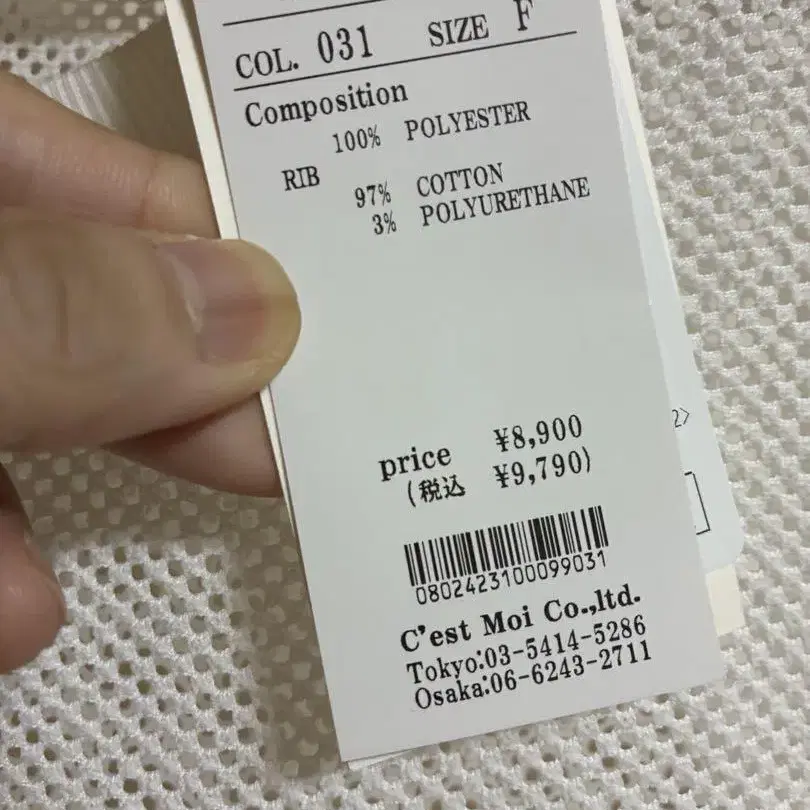 COL. 031 SIZE F
Composition
100% POLYESTER
RIB
97% COTTON
3% POLYURETHANE
price ¥8,900
(税込 ¥9,790)
0802423100099031
C'est Moi Co.,ltd.
Tokyo:03-5414-5286
Osaka:06-6243-2711
2>